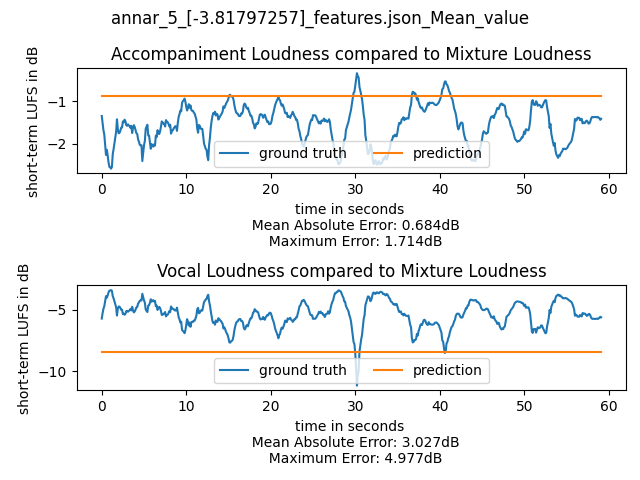 annar_5_[-3.81797257]_features.json_Mean_value
Accompaniment Loudness compared to Mixture Loudness
short-term LUFS in dB
−1
−2
ground truth
prediction
0 10 20 30 40 50 60
time in seconds
Mean Absolute Error: 0.684dB
Maximum Error: 1.714dB
Vocal Loudness compared to Mixture Loudness
short-term LUFS in dB
−5
−10
ground truth
prediction
0 10 20 30 40 50 60
time in seconds
Mean Absolute Error: 3.027dB
Maximum Error: 4.977dB